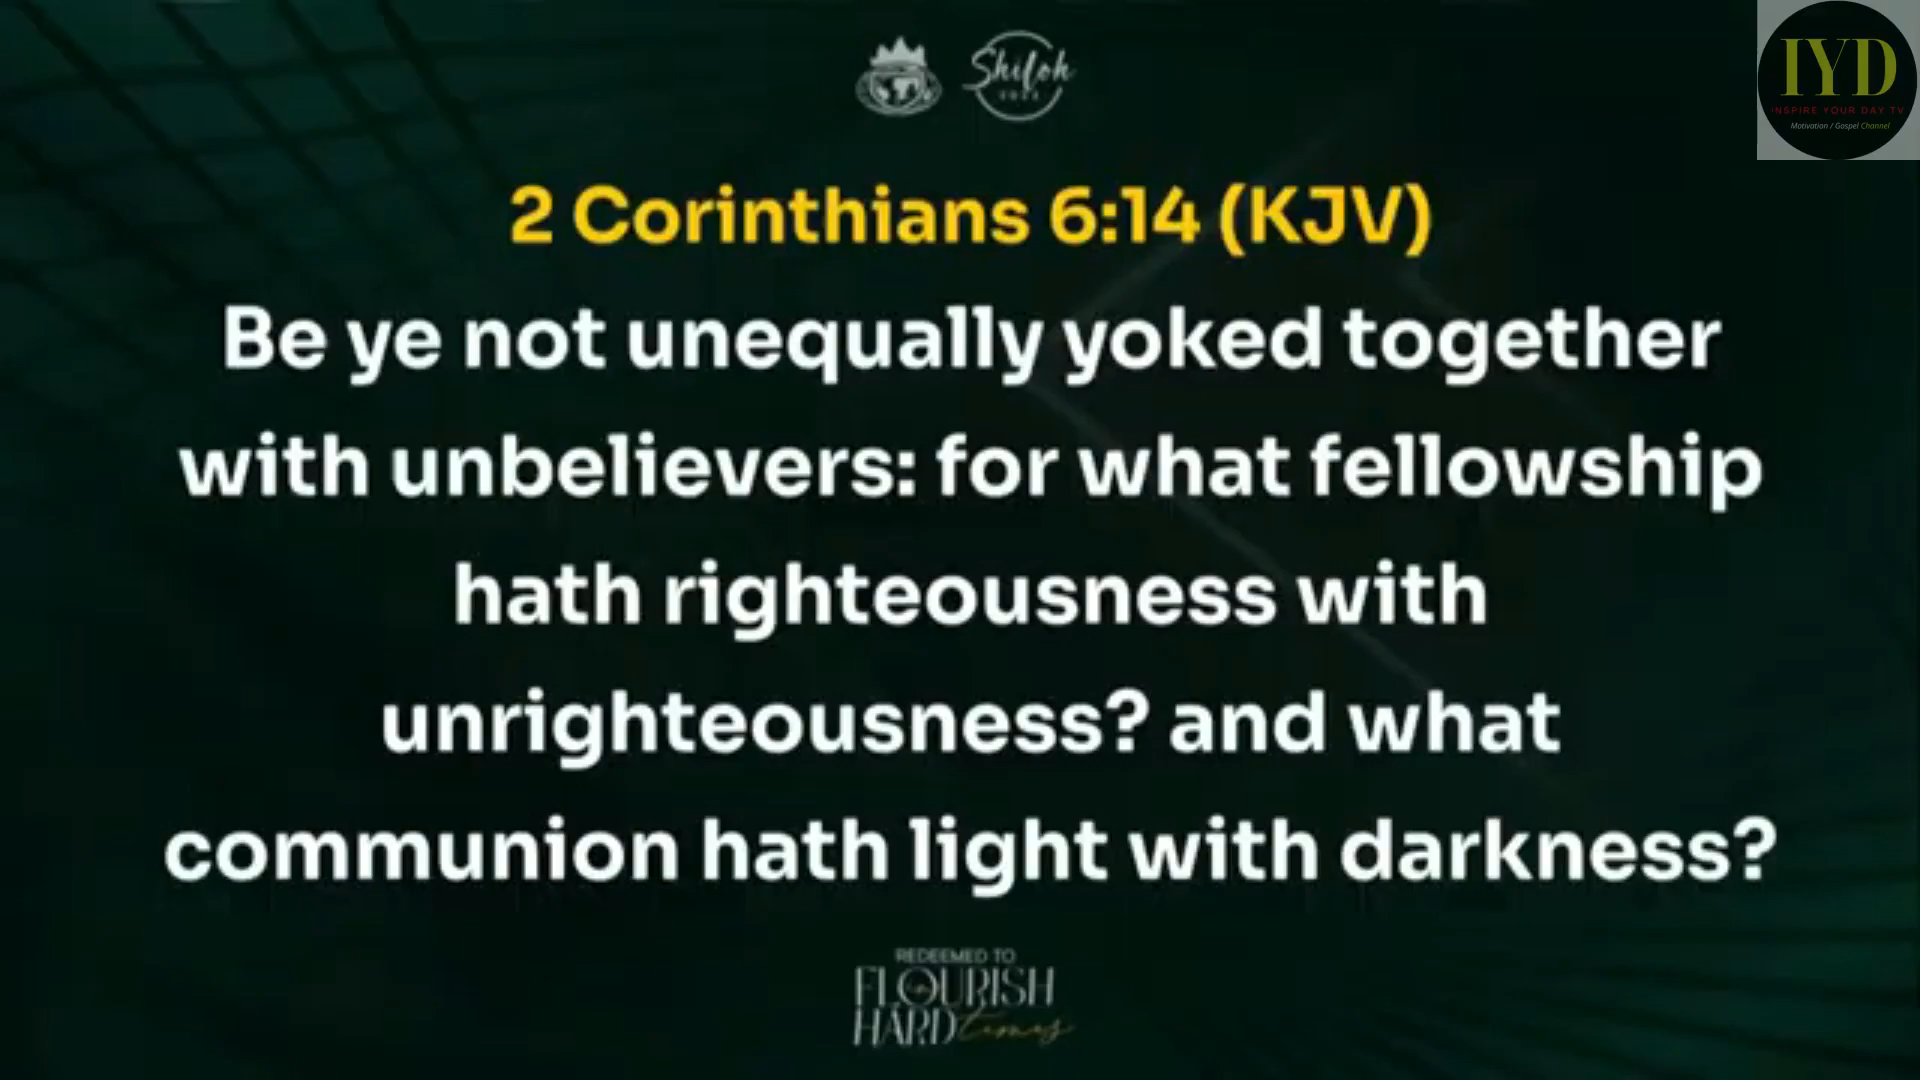 Shiloh
IYD
INSPIRE YOUR DAY TV
Motivation / Gospel Channel
2 Corinthians 6:14 (KJV)
Be ye not unequally yoked together
with unbelievers: for what fellowship
hath righteousness with
unrighteousness? and what
communion hath light with darkness?
REDEEMED TO
FLOURISH
in
HARD times